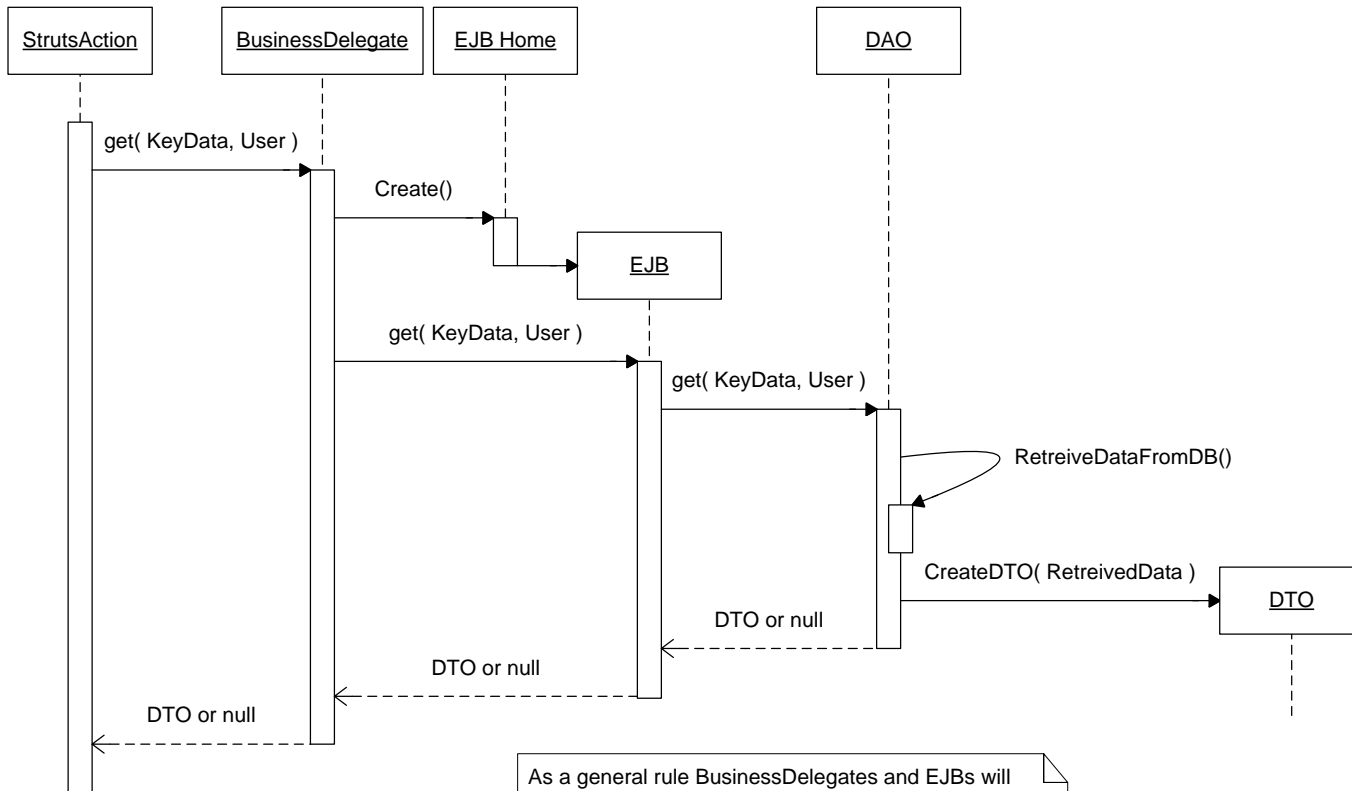 StrutsAction
BusinessDelegate
EJB Home
DAO
get( KeyData, User )
Create()
EJB
get( KeyData, User )
get( KeyData, User )
RetreiveDataFromDB()
CreateDTO( RetreivedData )
DTO
DTO or null
DTO or null
DTO or null
As a general rule BusinessDelegates and EJBs will